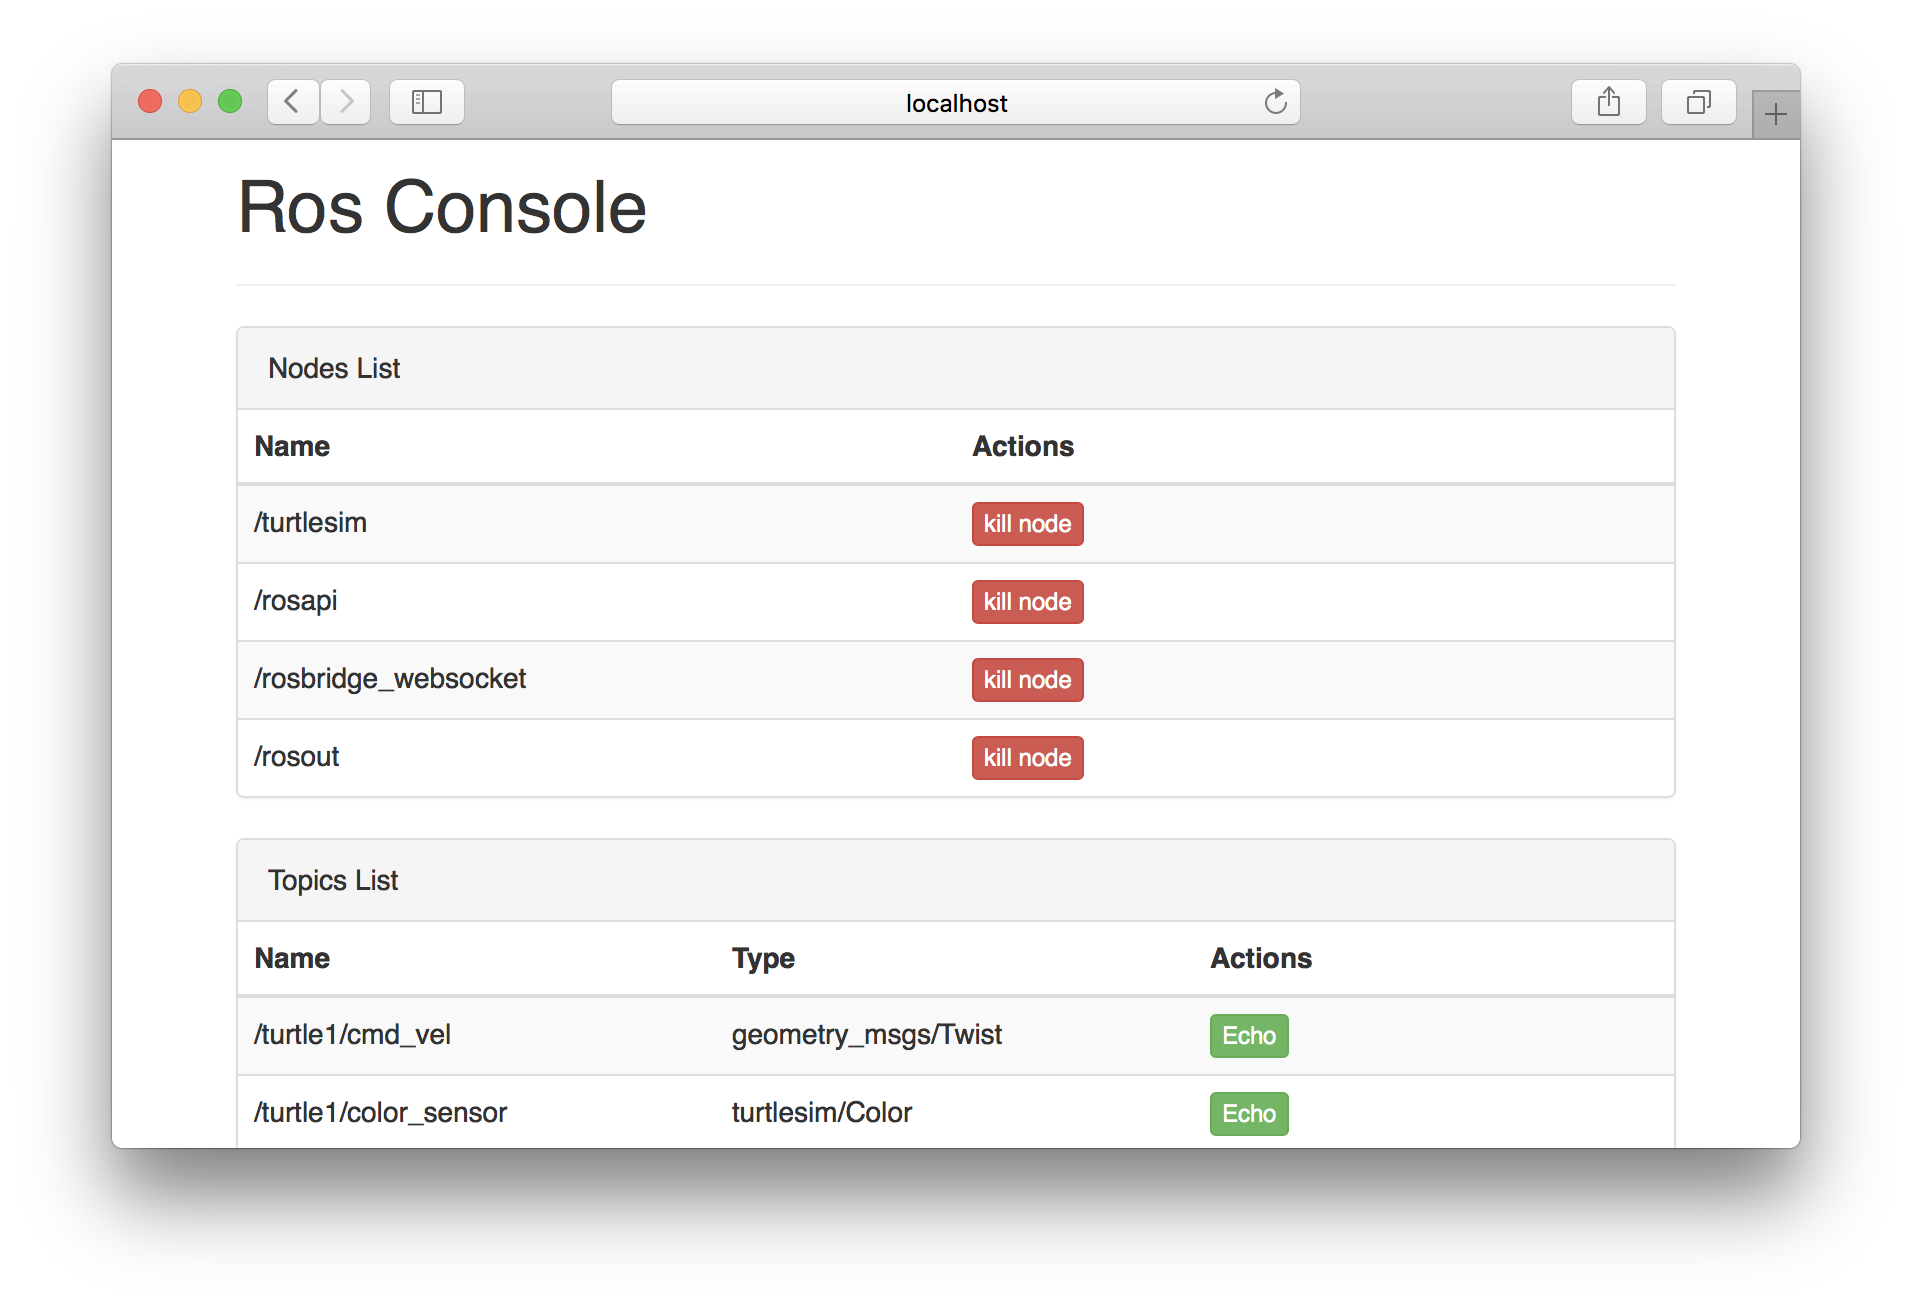 localhost
Ros Console
Nodes List
Name Actions
/turtlesim kill node
/rosapi kill node
/rosbridge_websocket kill node
/rosout kill node
Topics List
Name Type Actions
/turtle1/cmd_vel geometry_msgs/Twist Echo
/turtle1/color_sensor turtlesim/Color Echo